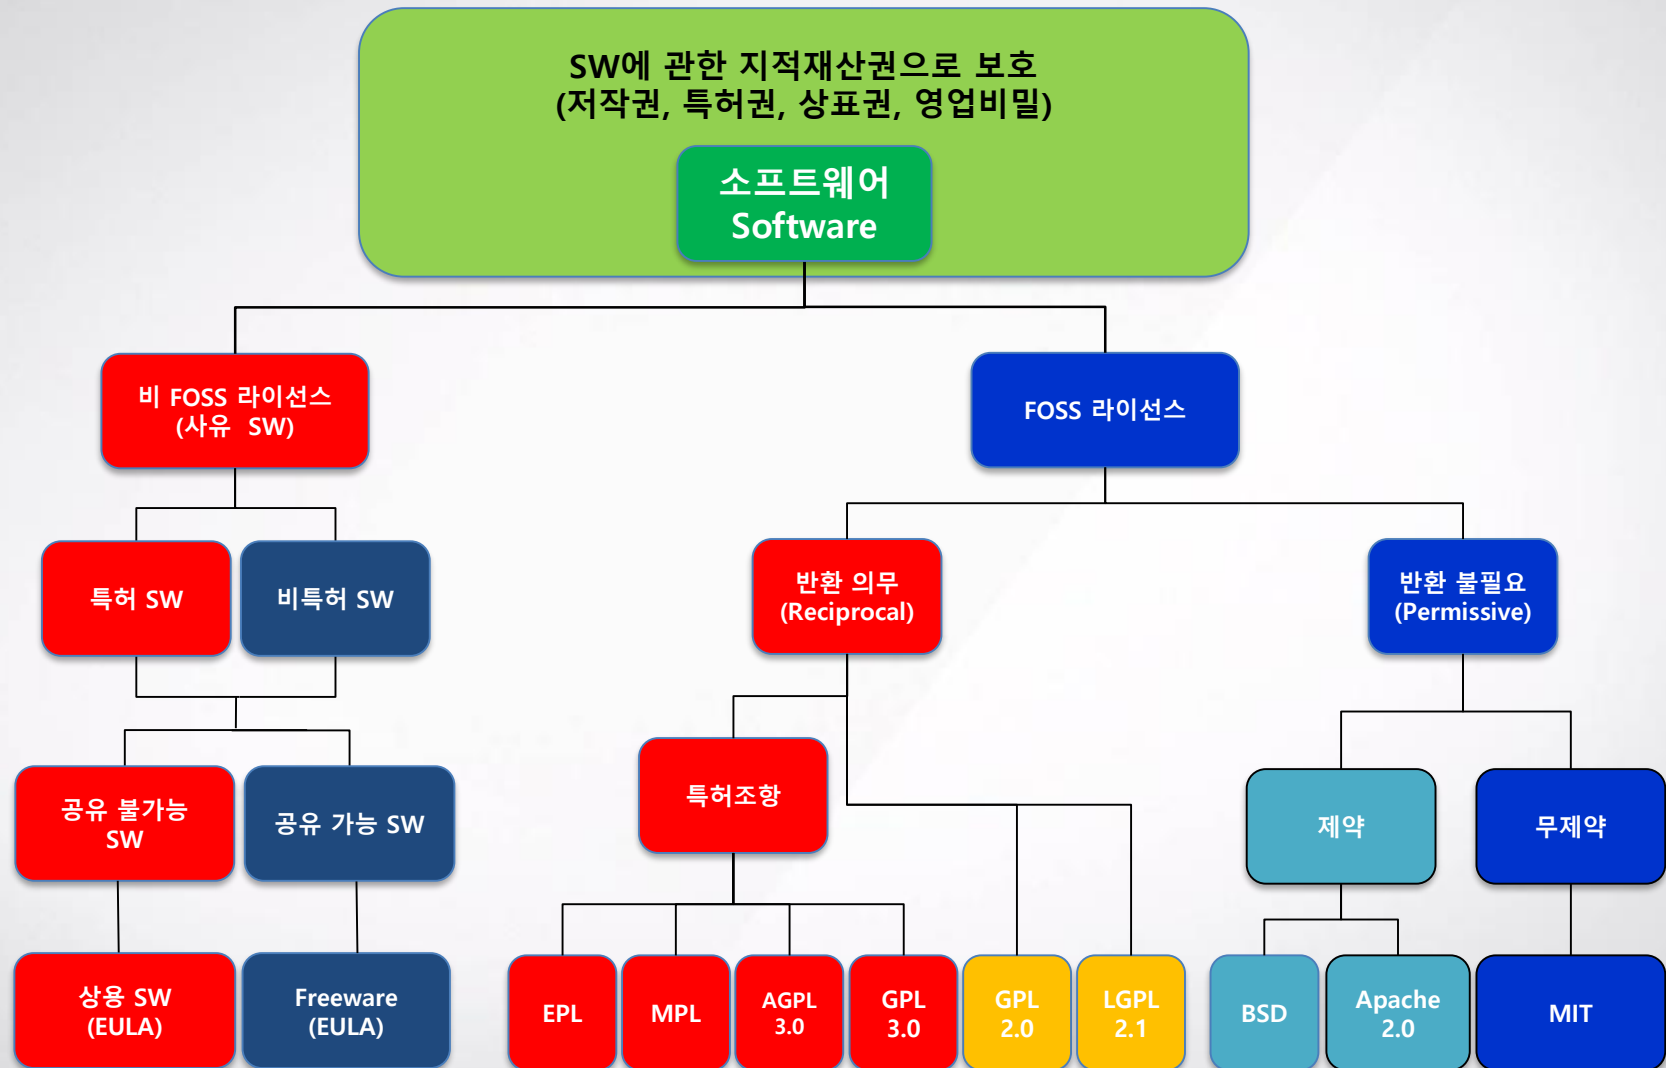 SW에 관한 지적재산권으로 보호
(저작권, 특허권, 상표권, 영업비밀)
소프트웨어
Software
비 FOSS 라이선스
(사유 SW)
FOSS 라이선스
특허 SW
비특허 SW
반환 의무
(Reciprocal)
반환 불필요
(Permissive)
공유 불가능
SW
공유 가능 SW
특허조항
제약
무제약
상용 SW
(EULA)
Freeware
(EULA)
EPL
MPL
AGPL
3.0
GPL
3.0
GPL
2.0
LGPL
2.1
BSD
Apache
2.0
MIT